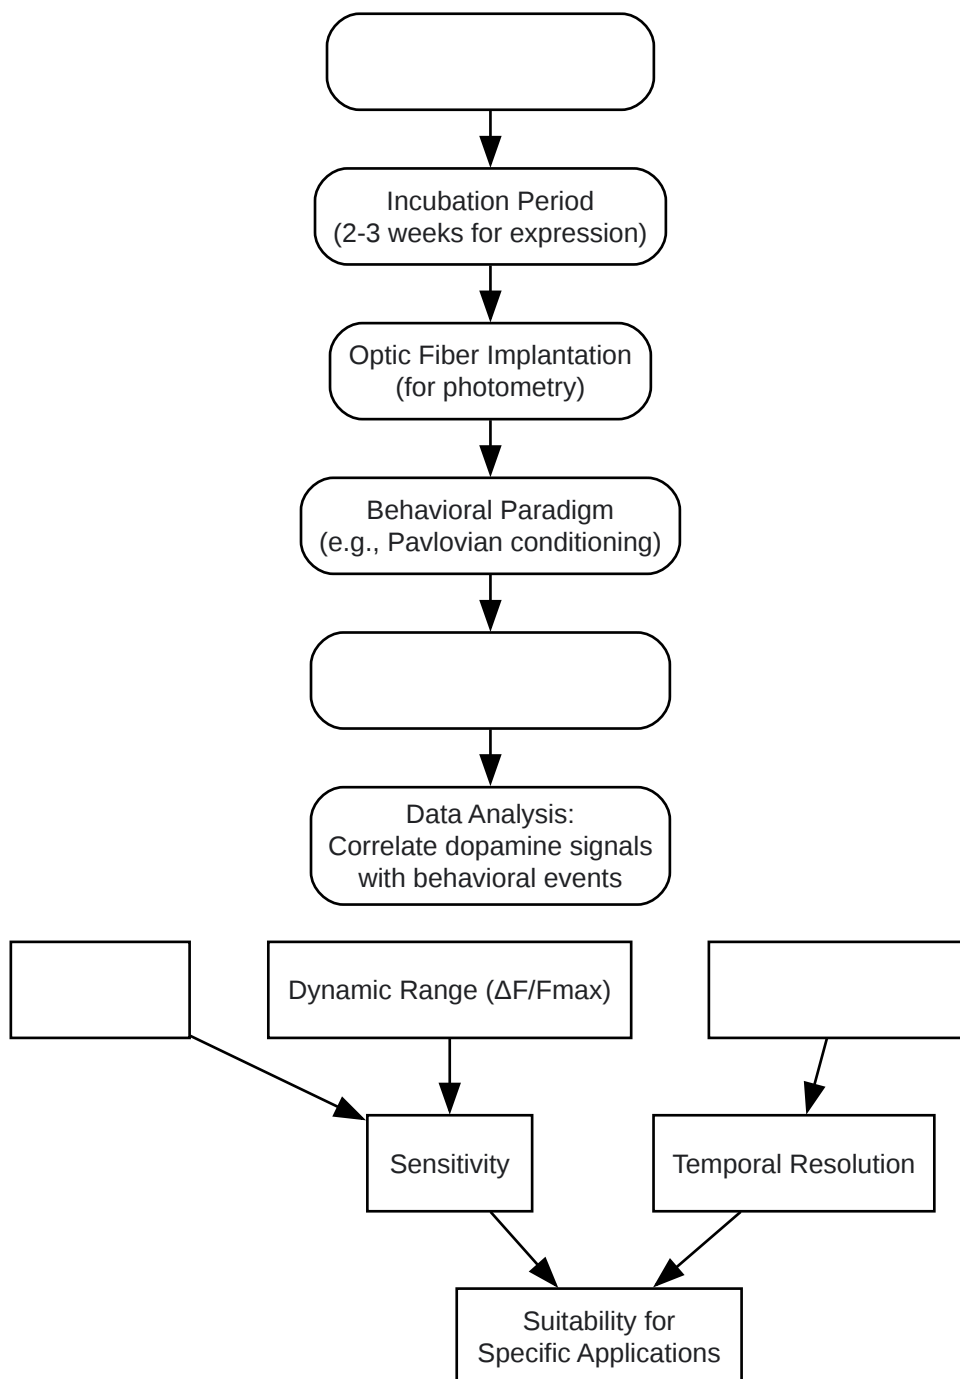 Incubation Period
(2-3 weeks for expression)
Optic Fiber Implantation
(for photometry)
Behavioral Paradigm
(e.g., Pavlovian conditioning)
Data Analysis:
Correlate dopamine signals
with behavioral events
Dynamic Range (ΔF/Fmax)
Sensitivity
Temporal Resolution
Suitability for
Specific Applications